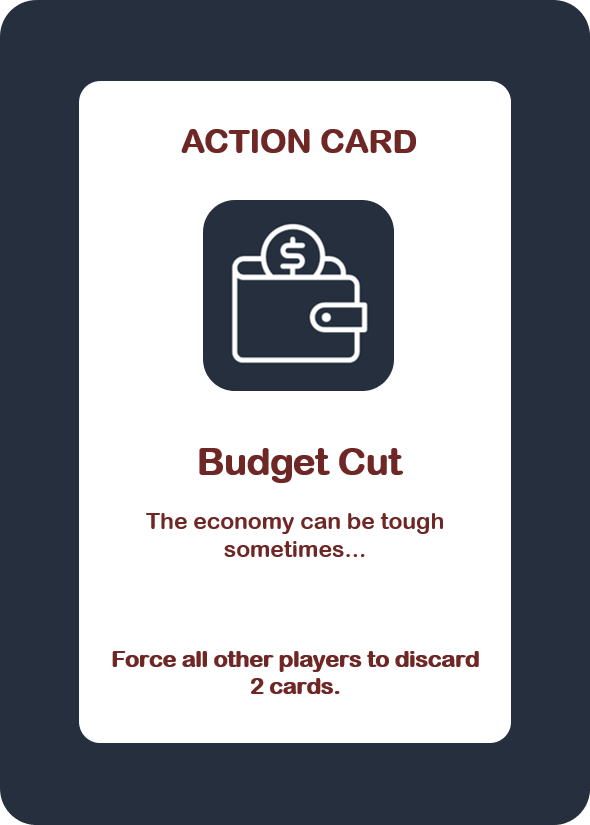 ACTION CARD
$
Budget Cut
The economy can be tough
sometimes...
Force all other players to discard
2 cards.